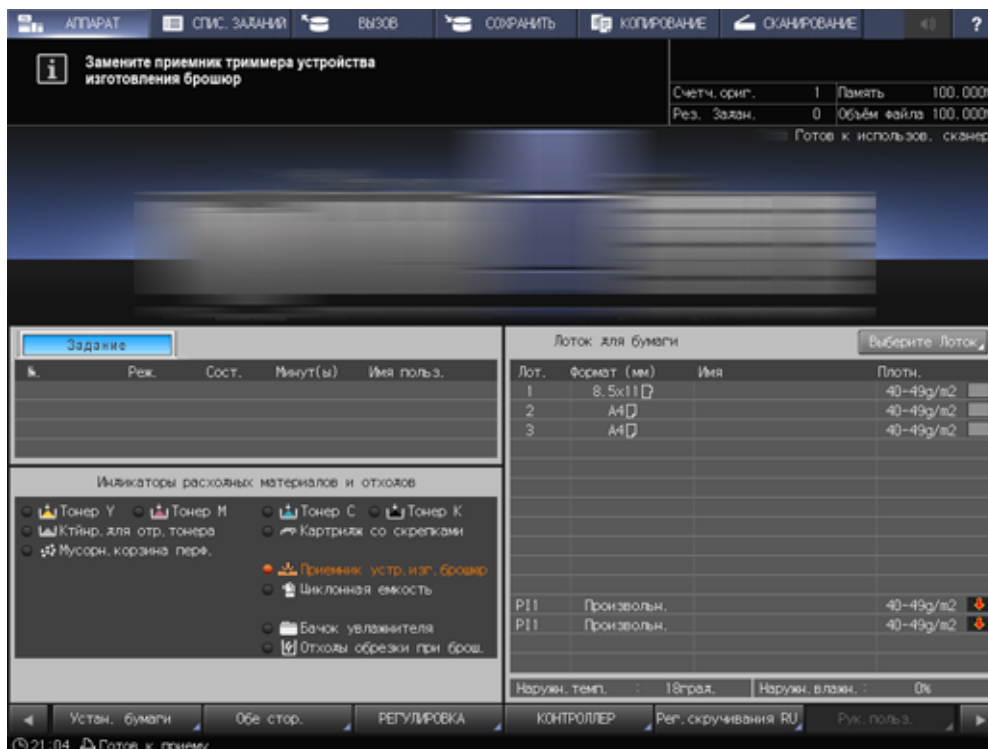 АППАРАТ СПИС. ЗАДАНИЙ ВЫЗОВ СОХРАНИТЬ КОПИРОВАНИЕ СКАНИРОВАНИЕ ?
Замените приемник триммера устройства
изготовления брошюр
Счетч.ориг. 1 Память 100.000
Рез. Задан. 0 Объём файла 100.000
Готов к использов. сканер
Задание
№. Реж. Сост. Минут(ы) Имя польз.
Лоток для бумаги Выберите Лоток
Лот. Формат (мм) Имя Плотн.
1 8.5x11 40-49g/m2
2 A4 40-49g/m2
3 A4 40-49g/m2
PI1 Произвольн. 40-49g/m2
PI1 Произвольн. 40-49g/m2
Индикаторы расходных материалов и отходов
Тонер Y Тонер M Тонер C Тонер K
Ктйнр.для отр.тонера Картридж со скрепками
Мусорн.корзина перф.
Приемник устр.изг.брошюр
Циклонная емкость
Бачок увлажнителя
Отходы обрезки при брош.
Наружн.темп. : 18град. Наружн.влажн. : 0%
Устан. бумаги Обе стор. РЕГУЛИРОВКА КОНТРОЛЛЕР Рег.скручивания RU Рук.польз.
21:04 Готов к приему